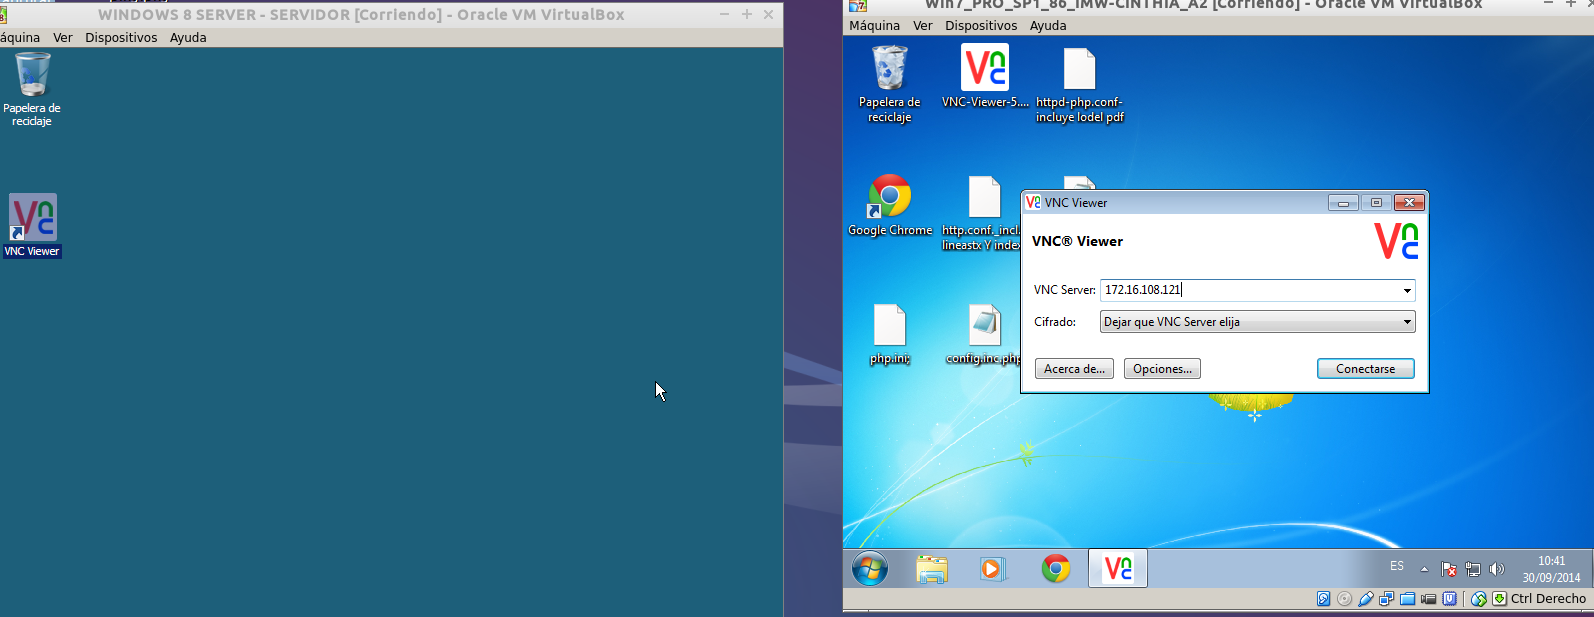 WINDOWS 8 SERVER - SERVIDOR [Corriendo] - Oracle VM VirtualBox
áquina Ver Dispositivos Ayuda
Papelera de
reciclaje
VNC Viewer
Win7_PRO_SP1_86_IMW-CINTHIA_A2 [Corriendo] - Oracle VM VirtualBox
Máquina Ver Dispositivos Ayuda
Papelera de
reciclaje
VNC-Viewer-5....
httpd-php.conf-
incluye lodel pdf
Google Chrome
http.conf._incl.
lineastx Y index
php.ini;
config.inc.php
VNC Viewer
VNC® Viewer
VNC Server: 172.16.108.121
Cifrado: Dejar que VNC Server elija
Acerca de... Opciones... Conectarse
ES
10:41
30/09/2014
Ctrl Derecho